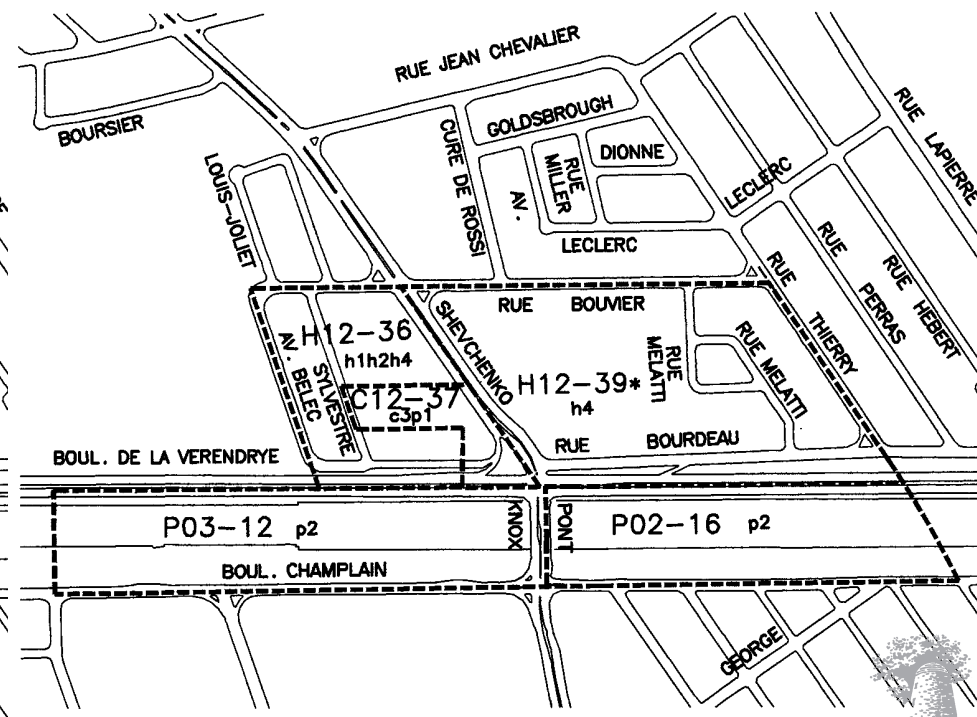 RUE JEAN CHEVALIER
BOURSIER
GOLDSBROUGH
RUE LAPIERRE
CURE DE ROSSI
DIONNE
RUE
MILLER
AV.
LOUIS-JOLIET
LECLERC
LECLERC
RUE
PERRAS
RUE HEBERT
RUE
THIERRY
RUE BOUVIER
SHEVCHENKO
H12-36
h1h2h4
AV. BELEC
SYLVESTRE
C12-37
c3p1
H12-39*
h4
RUE
MELATTI
RUE MELATTI
RUE BOURDEAU
BOUL. DE LA VERENDRYE
P03-12 p2
KNOX
PONT
P02-16 p2
BOUL. CHAMPLAIN
GEORGE